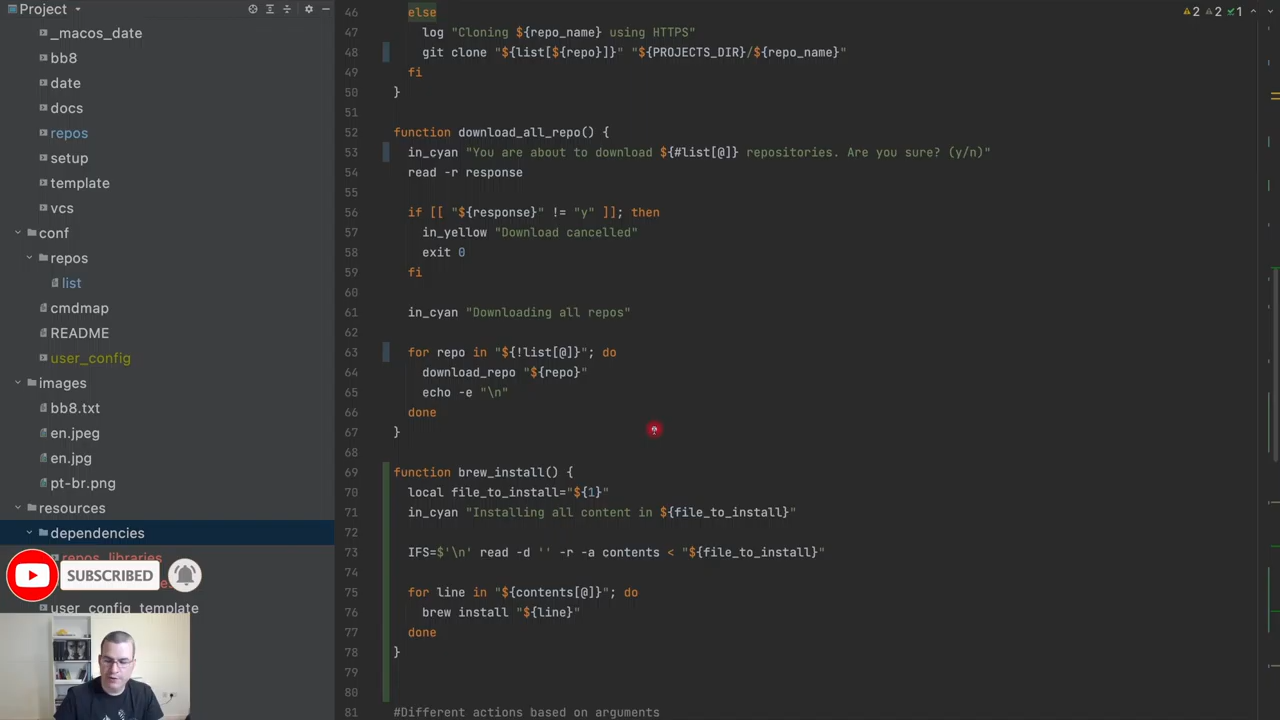 Project
_macos_date
bb8
date
docs
repos
setup
template
vcs
conf
repos
list
cmdmap
README
user_config
images
bb8.txt
en.jpeg
en.jpg
pt-br.png
resources
dependencies
repos_libraries
SUBSCRIBED
user_config_template
2 2 1
46 else
47 log "Cloning ${repo_name} using HTTPS"
48 git clone "${list[${repo}]}" "${PROJECTS_DIR}/${repo_name}"
49 fi
50 }
51
52 function download_all_repo() {
53 in_cyan "You are about to download ${#list[@]} repositories. Are you sure? (y/n)"
54 read -r response
55
56 if [[ "${response}" != "y" ]]; then
57 in_yellow "Download cancelled"
58 exit 0
59 fi
60
61 in_cyan "Downloading all repos"
62
63 for repo in "${!list[@]}"; do
64 download_repo "${repo}"
65 echo -e "\n"
66 done
67 }
68
69 function brew_install() {
70 local file_to_install="${1}"
71 in_cyan "Installing all content in ${file_to_install}"
72
73 IFS=$'\n' read -d '' -r -a contents < "${file_to_install}"
74
75 for line in "${contents[@]}"; do
76 brew install "${line}"
77 done
78 }
79
80
81 #Different actions based on arguments